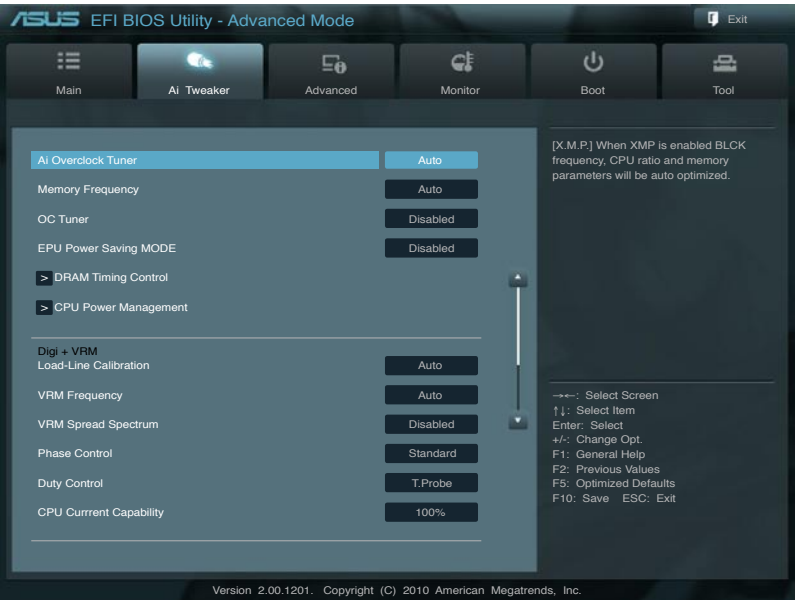 ASUS EFI BIOS Utility - Advanced Mode
Exit
Main
Ai Tweaker
Advanced
Monitor
Boot
Tool
Ai Overclock Tuner Auto
Memory Frequency Auto
OC Tuner Disabled
EPU Power Saving MODE Disabled
> DRAM Timing Control
> CPU Power Management
Digi + VRM
Load-Line Calibration Auto
VRM Frequency Auto
VRM Spread Spectrum Disabled
Phase Control Standard
Duty Control T.Probe
CPU Currrent Capability 100%
[X.M.P.] When XMP is enabled BLCK
frequency, CPU ratio and memory
parameters will be auto optimized.
→←: Select Screen
↑↓: Select Item
Enter: Select
+/-: Change Opt.
F1: General Help
F2: Previous Values
F5: Optimized Defaults
F10: Save ESC: Exit
Version 2.00.1201. Copyright (C) 2010 American Megatrends, Inc.